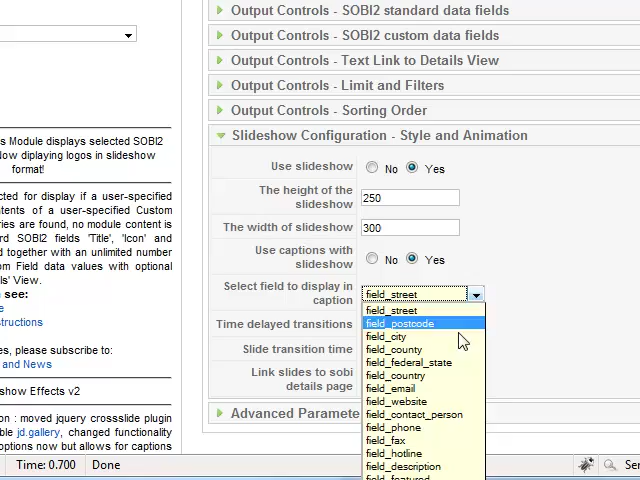 Output Controls - SOBI2 standard data fields
Output Controls - SOBI2 custom data fields
Output Controls - Text Link to Details View
Output Controls - Limit and Filters
Output Controls - Sorting Order
Slideshow Configuration - Style and Animation
Use slideshow No Yes
The height of the
slideshow
250
The width of slideshow 300
Use captions with
slideshow
No Yes
Select field to display in
caption
field_street
field_street
field_postcode
field_city
field_county
field_federal_state
field_country
field_email
field_website
field_contact_person
field_phone
field_fax
field_hotline
field_description
field_featured
Time delayed transitions
Slide transition time
Link slides to sobi
details page
Advanced Paramete
s Module displays selected SOBI2
Now diplaying logos in slideshow
format!
cted for display if a user-specified
ntents of a user-specified Custom
ries are found, no module content is
rd SOBI2 fields 'Title', 'Icon' and
d together with an unlimited number
om Field data values with optional
ls' View.
see:
e
structions
es, please subscribe to:
and News
show Effects v2
on : moved jquery crossslide plugin
ble jd.gallery, changed functionality
options now but allows for captions
Time: 0.700 Done
Ser